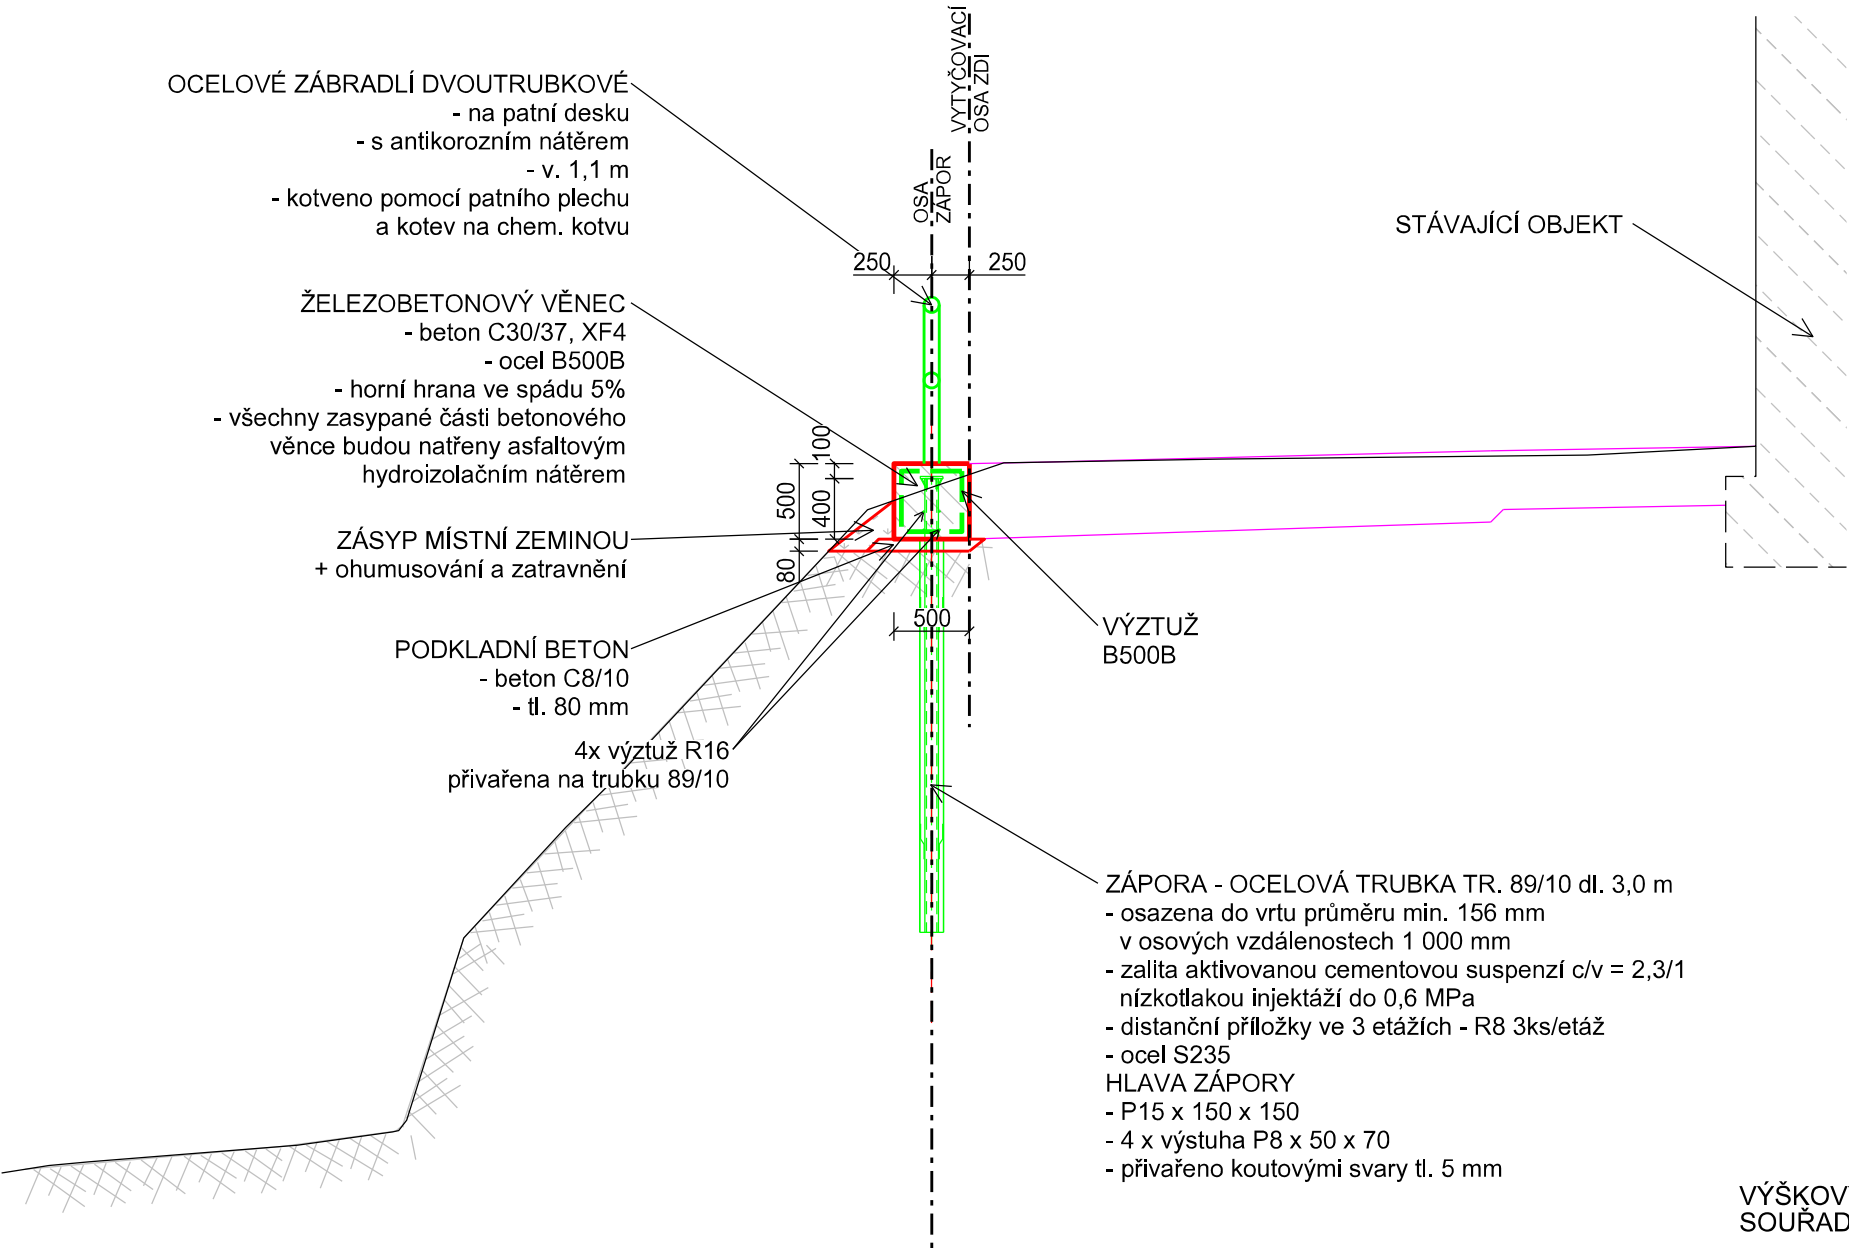 VYTYČOVACÍ
OSA ZDI
OCELOVÉ ZÁBRADLÍ DVOUTRUBKOVÉ
- na patní desku
- s antikorozním nátěrem
- v. 1,1 m
- kotveno pomocí patního plechu
a kotev na chem. kotvu
OSA
ZÁPOR
STÁVAJÍCÍ OBJEKT
250
250
ŽELEZOBETONOVÝ VĚNEC
- beton C30/37, XF4
- ocel B500B
- horní hrana ve spádu 5%
- všechny zasypané části betonového
věnce budou natřeny asfaltovým
hydroizolačním nátěrem
100
500
400
80
ZÁSYP MÍSTNÍ ZEMINOU
+ ohumusování a zatravnění
500
PODKLADNÍ BETON
- beton C8/10
- tl. 80 mm
VÝZTUŽ
B500B
4x výztuž R16
přivařena na trubku 89/10
ZÁPORA - OCELOVÁ TRUBKA TR. 89/10 dl. 3,0 m
- osazena do vrtu průměru min. 156 mm
v osových vzdálenostech 1 000 mm
- zalita aktivovanou cementovou suspenzí c/v = 2,3/1
nízkotlakou injektáží do 0,6 MPa
- distanční příložky ve 3 etážích - R8 3ks/etáž
- ocel S235
HLAVA ZÁPORY
- P15 x 150 x 150
- 4 x výstuha P8 x 50 x 70
- přivařeno koutovými svary tl. 5 mm
VÝŠKOV
SOUŘAD